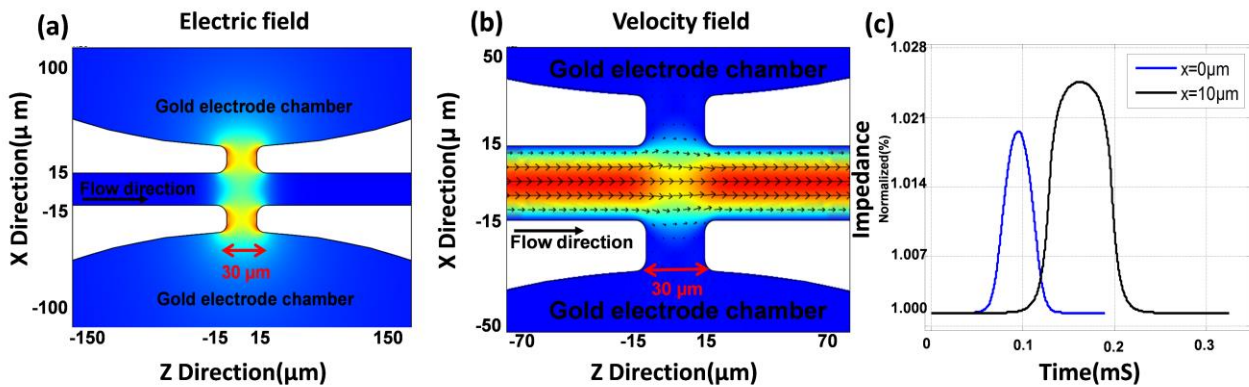 (a) Electric field
100
Gold electrode chamber
15
Flow direction
-15
30 μm
Gold electrode chamber
-100
-150 -15 15 150
X Direction(μ m)
Z Direction(μm)
(b) Velocity field
50
Gold electrode chamber
15
-15
Flow direction
30 μm
Gold electrode chamber
-50
-70 -15 15 70
X Direction(μ m)
Z Direction(μm)
(c)
1.028
x=0μm
x=10μm
1.021
1.014
1.007
1.000
0 0.1 0.2 0.3
Impedance
Normalized(%)
Time(mS)